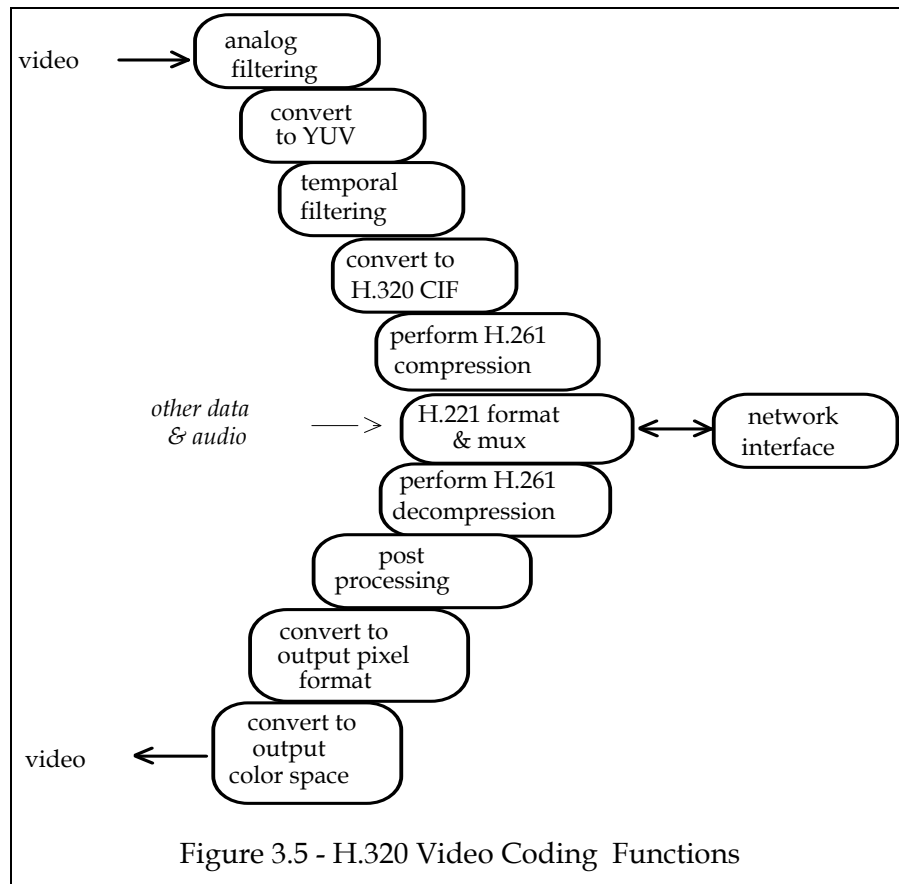 video
analog
filtering
convert
to YUV
temporal
filtering
convert to
H.320 CIF
perform H.261
compression
other data
& audio
H.221 format
& mux
network
interface
perform H.261
decompression
post
processing
convert to
output pixel
format
video
convert to
output
color space
Figure 3.5 - H.320 Video Coding Functions